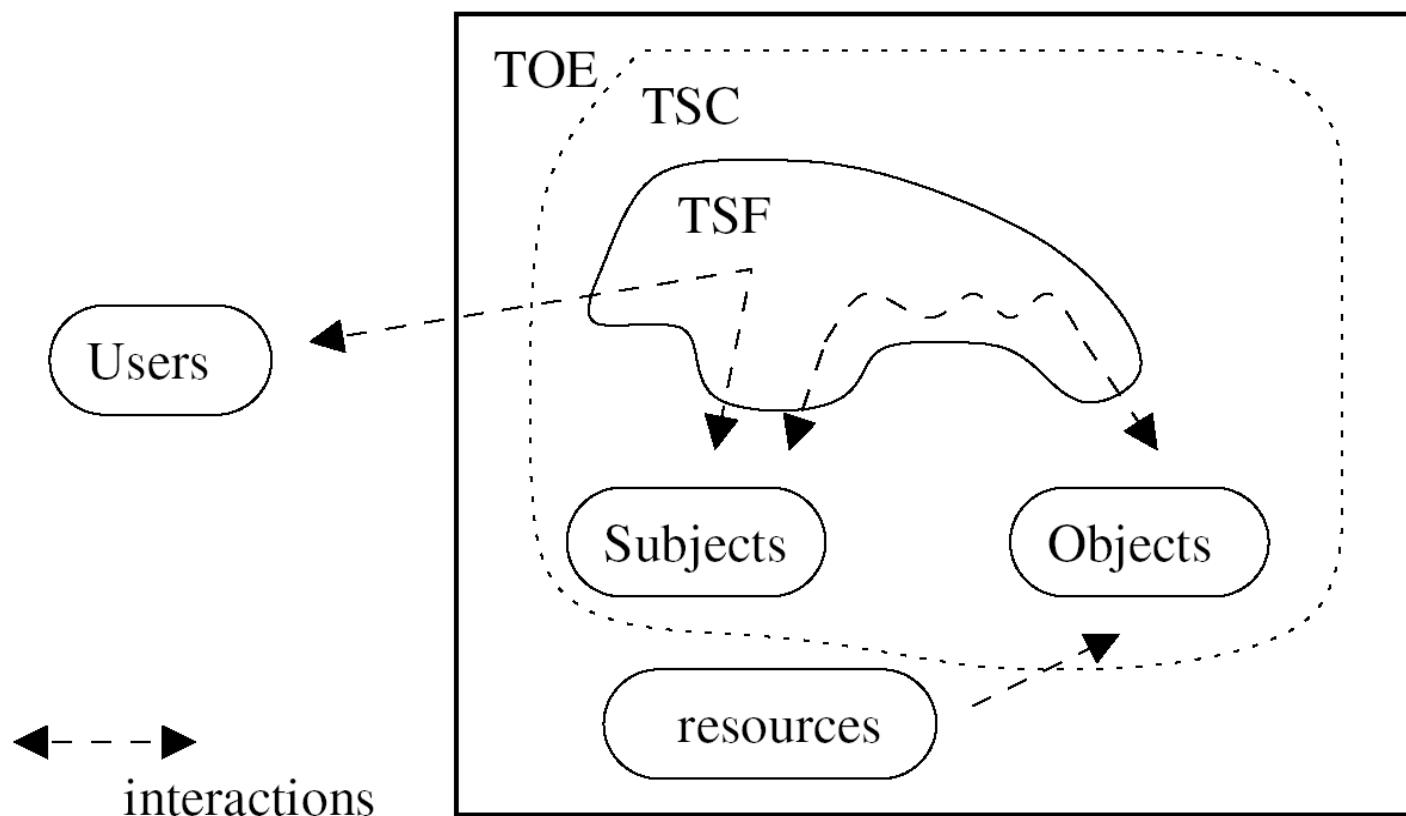 TOE
TSC
TSF
Users
Subjects
Objects
resources
interactions